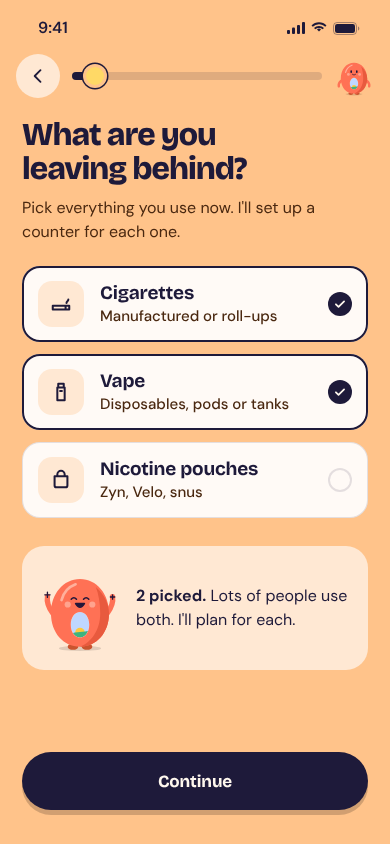 9:41
What are you
leaving behind?
Pick everything you use now. I'll set up a
counter for each one.
Cigarettes
Manufactured or roll-ups
Vape
Disposables, pods or tanks
Nicotine pouches
Zyn, Velo, snus
2 picked. Lots of people use
both. I'll plan for each.
Continue